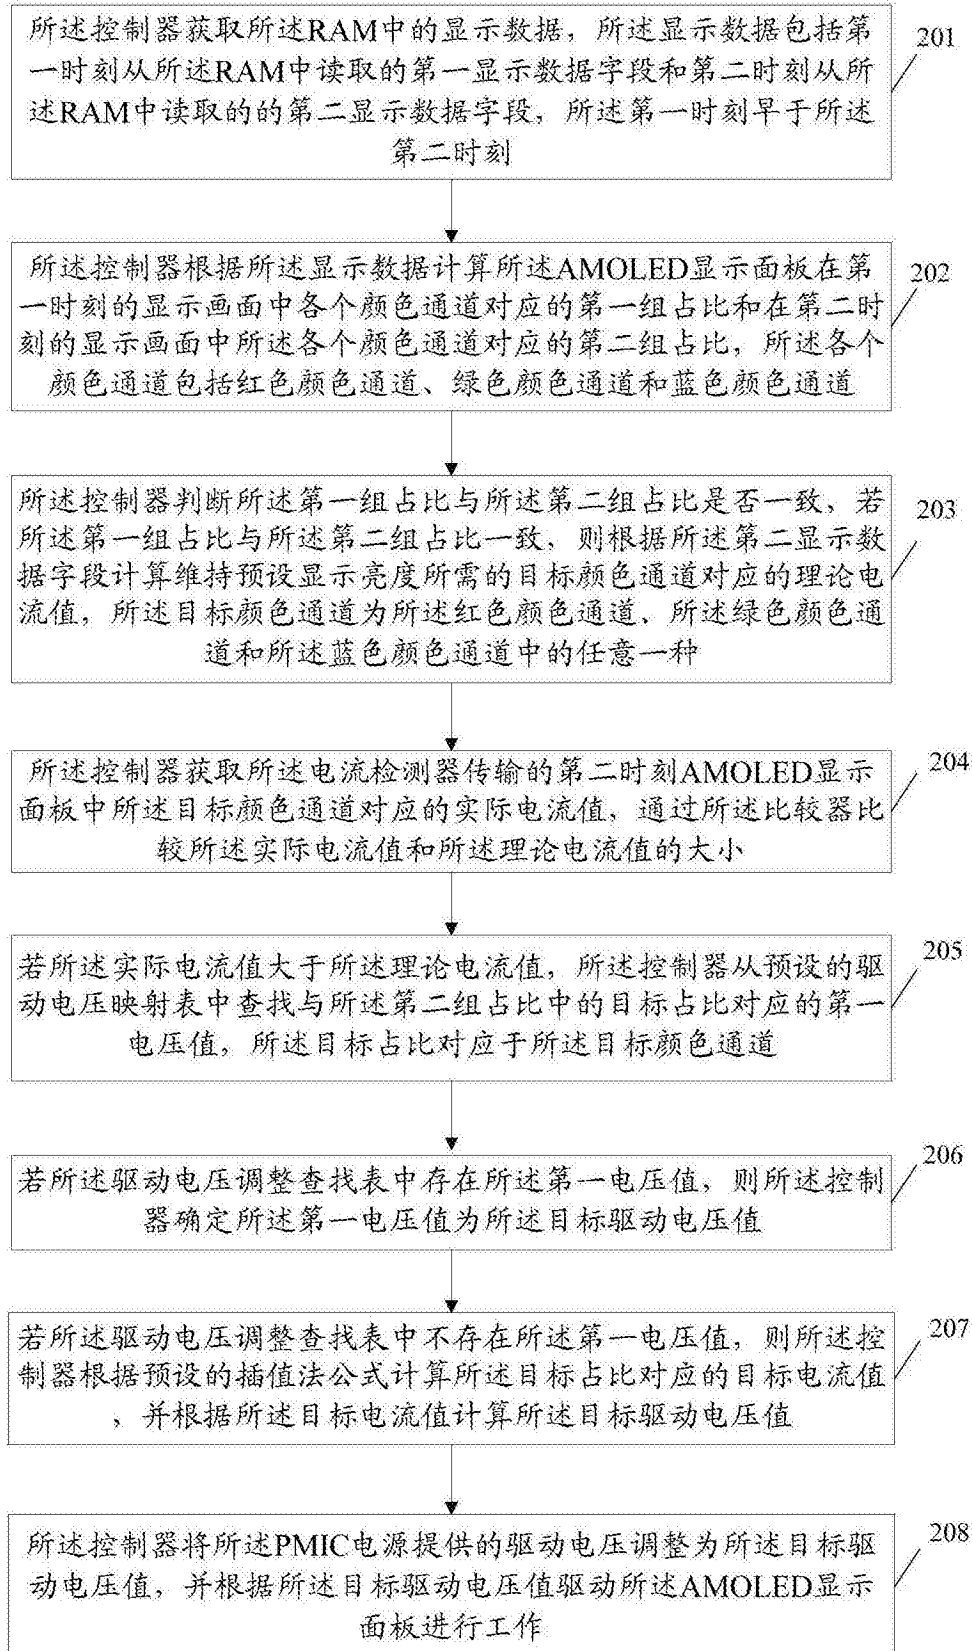 所述控制器获取所述RAM中的显示数据，所述显示数据包括第
一时刻从所述RAM中读取的第一显示数据字段和第二时刻从所
述RAM中读取的的第二显示数据字段，所述第一时刻早于所述
第二时刻
201
所述控制器根据所述显示数据计算所述AMOLED显示面板在第
一时刻的显示画面中各个颜色通道对应的第一组占比和在第二时
刻的显示画面中所述各个颜色通道对应的第二组占比，所述各个
颜色通道包括红色颜色通道、绿色颜色通道和蓝色颜色通道
202
所述控制器判断所述第一组占比与所述第二组占比是否一致，若
所述第一组占比与所述第二组占比一致，则根据所述第二显示数
据字段计算维持预设显示亮度所需的目标颜色通道对应的理论电
流值，所述目标颜色通道为所述红色颜色通道、所述绿色颜色通
道和所述蓝色颜色通道中的任意一种
203
所述控制器获取所述电流检测器传输的第二时刻AMOLED显示
面板中所述目标颜色通道对应的实际电流值，通过所述比较器比
较所述实际电流值和所述理论电流值的大小
204
若所述实际电流值大于所述理论电流值，所述控制器从预设的驱
动电压映射表中查找与所述第二组占比中的目标占比对应的第一
电压值，所述目标占比对应于所述目标颜色通道
205
若所述驱动电压调整查找表中存在所述第一电压值，则所述控制
器确定所述第一电压值为所述目标驱动电压值
206
若所述驱动电压调整查找表中不存在所述第一电压值，则所述控
制器根据预设的插值法公式计算所述目标占比对应的目标电流值
，并根据所述目标电流值计算所述目标驱动电压值
207
所述控制器将所述PMIC电源提供的驱动电压调整为所述目标驱
动电压值，并根据所述目标驱动电压值驱动所述AMOLED显示
面板进行工作
208